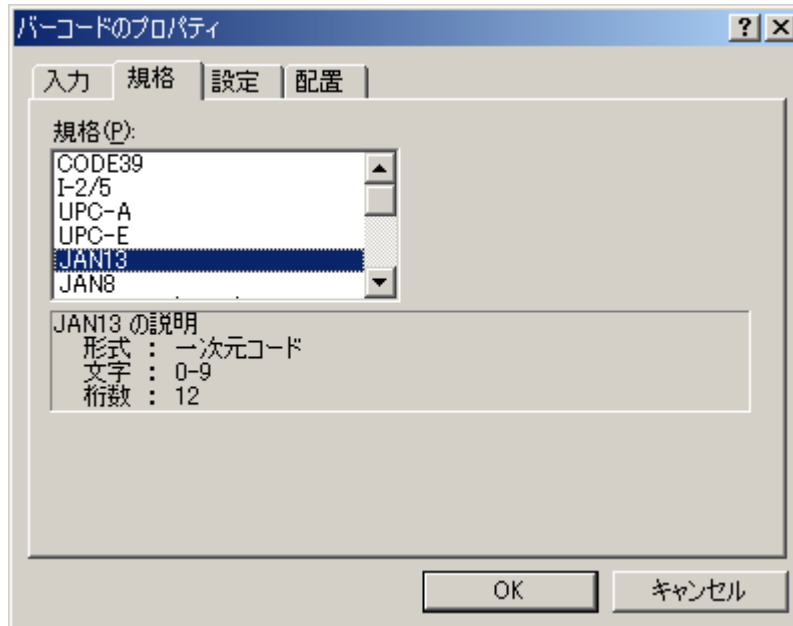 バーコードのプロパティ
入力 規格 設定 配置
規格(P):
CODE39
I-2/5
UPC-A
UPC-E
JAN13
JAN8
JAN13 の説明
形式 : 一次元コード
文字 : 0-9
桁数 : 12
OK キャンセル